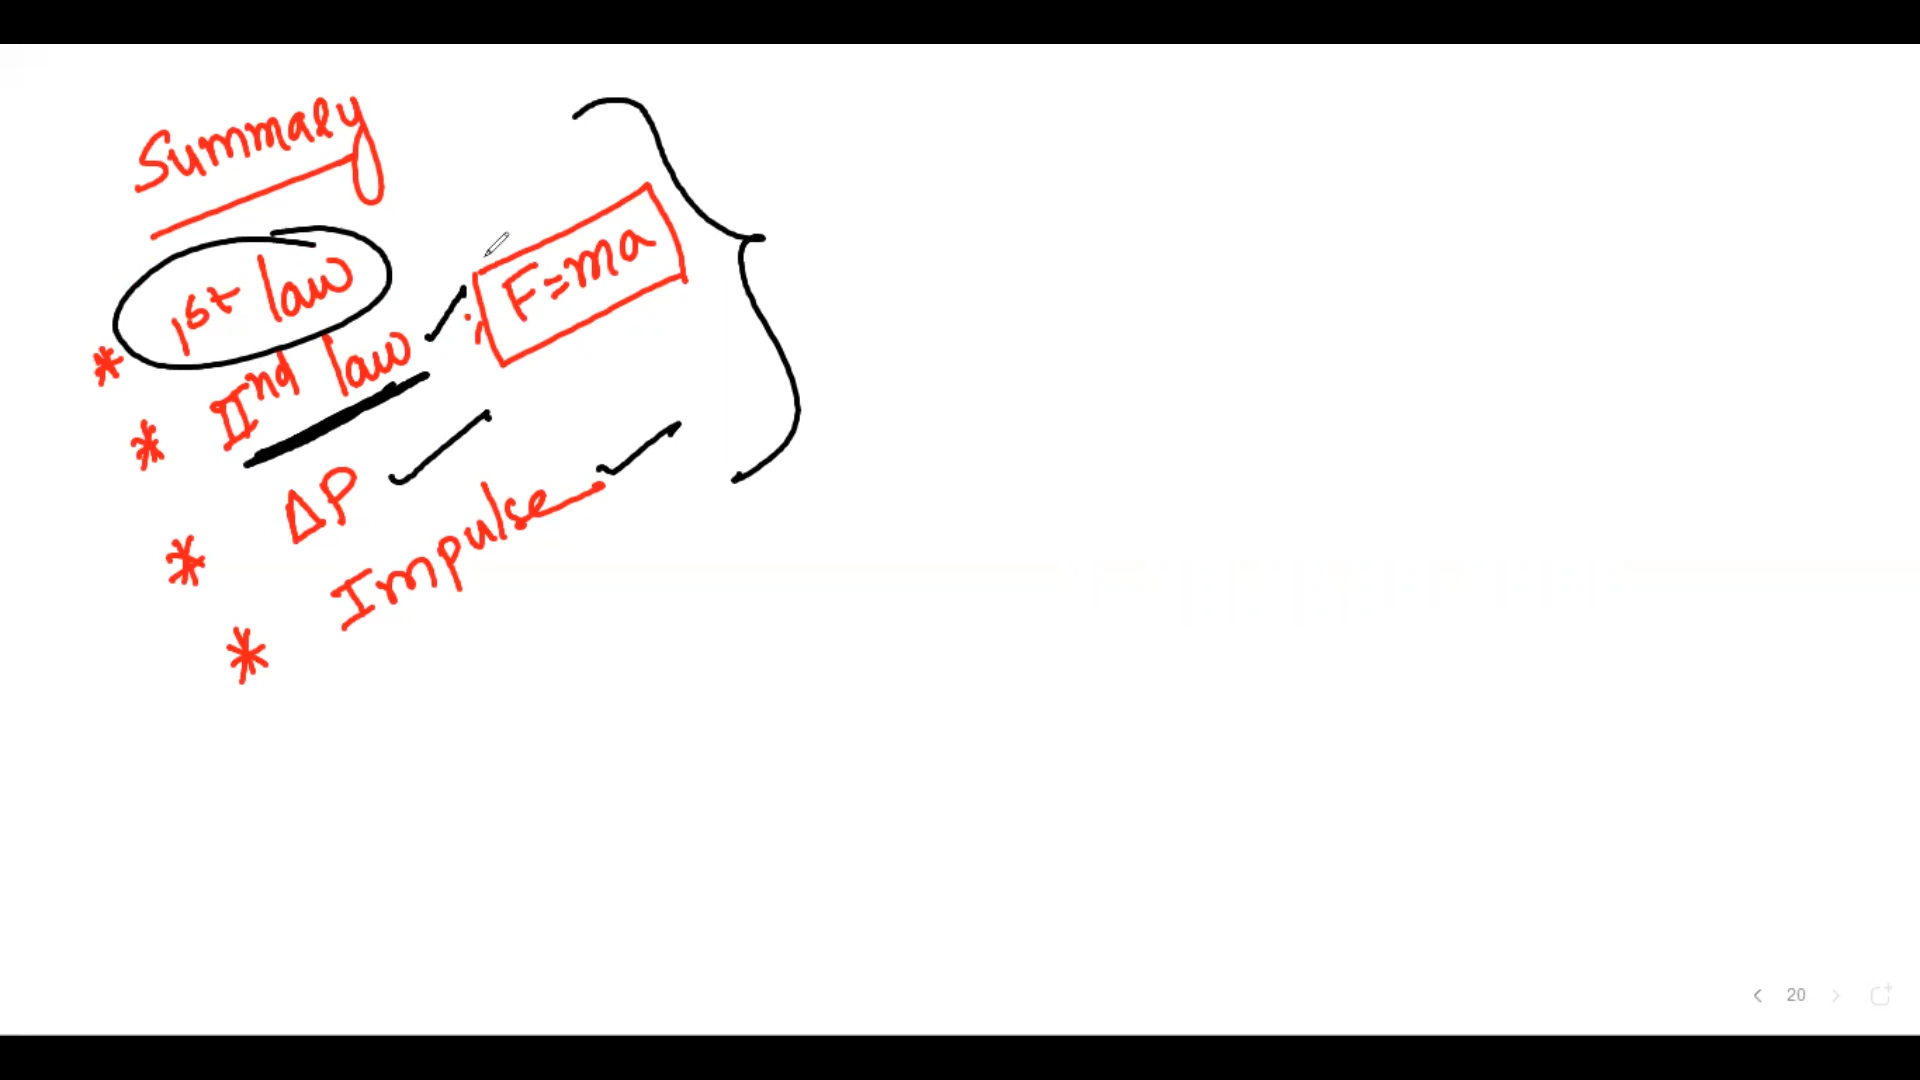 Summary
* 1st law
* IInd law : F=ma
* ΔP
* Impulse
20